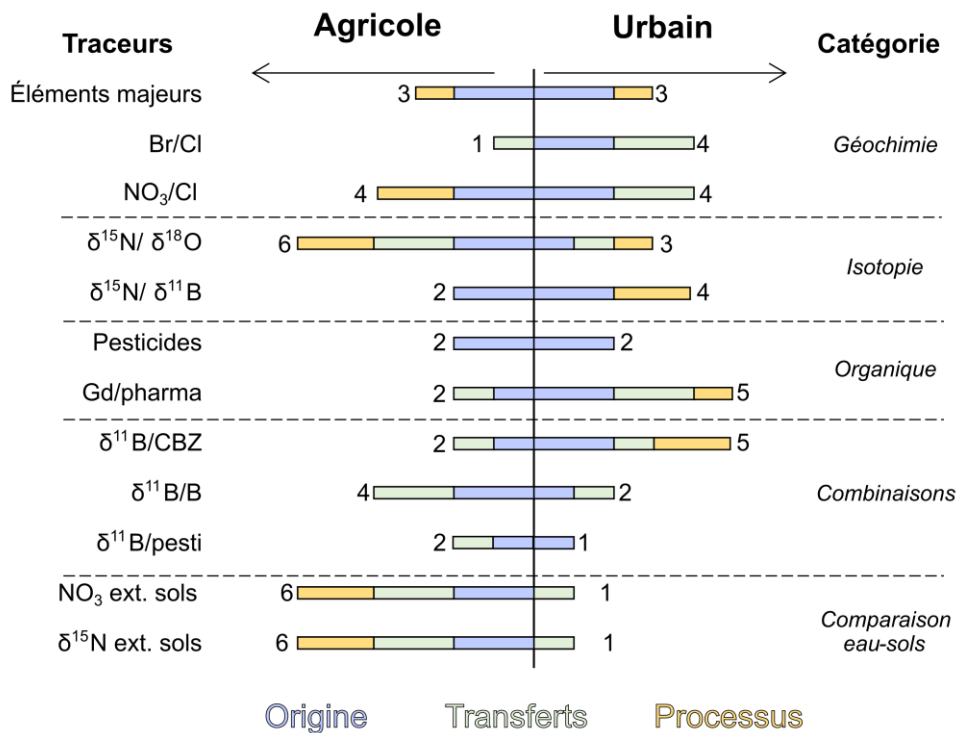 Traceurs Agricole Urbain Catégorie
Éléments majeurs 3 3
Br/Cl 1 4 Géochimie
NO₃/Cl 4 4
δ¹⁵N/ δ¹⁸O 6 3
Isotopie
δ¹⁵N/ δ¹¹B 2 4
Pesticides 2 2
Organique
Gd/pharma 2 5
δ¹¹B/CBZ 2 5
δ¹¹B/B 4 2 Combinaisons
δ¹¹B/pesti 2 1
NO₃ ext. sols 6 1
Comparaison
eau-sols
δ¹⁵N ext. sols 6 1
Origine Transferts Processus